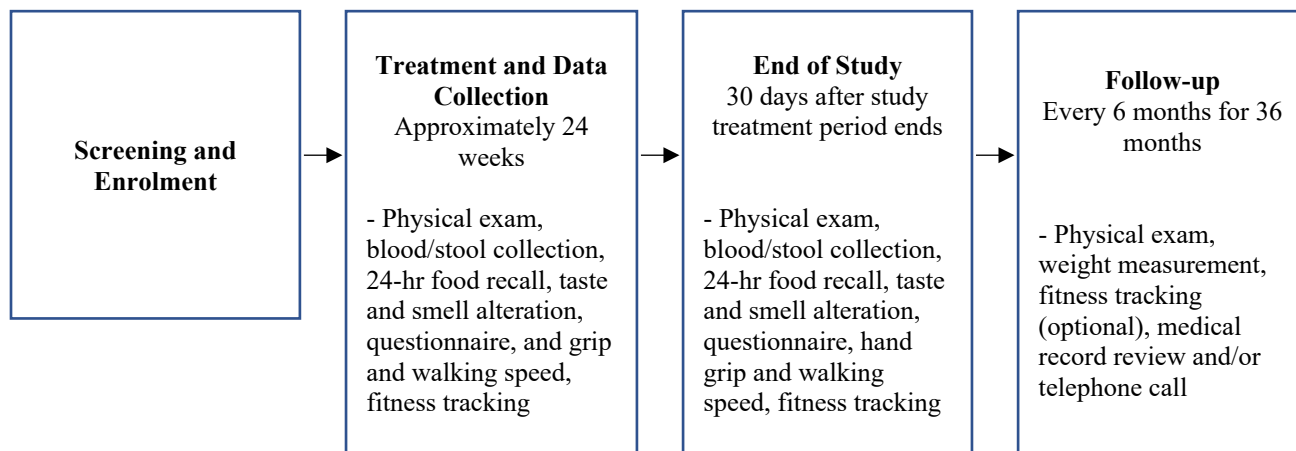 Screening and
Enrolment
Treatment and Data
Collection
Approximately 24
weeks
- Physical exam,
blood/stool collection,
24-hr food recall, taste
and smell alteration,
questionnaire, and grip
and walking speed,
fitness tracking
End of Study
30 days after study
treatment period ends
- Physical exam,
blood/stool collection,
24-hr food recall, taste
and smell alteration,
questionnaire, hand
grip and walking
speed, fitness tracking
Follow-up
Every 6 months for 36
months
- Physical exam,
weight measurement,
fitness tracking
(optional), medical
record review and/or
telephone call